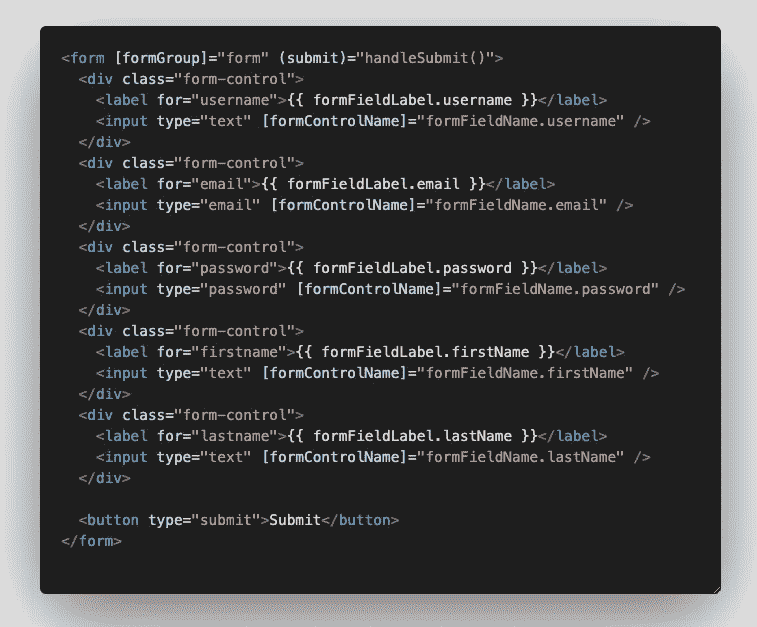 <form [formGroup]="form" (submit)="handleSubmit()">
  <div class="form-control">
    <label for="username">{{ formFieldLabel.username }}</label>
    <input type="text" [formControlName]="formFieldName.username" />
  </div>
  <div class="form-control">
    <label for="email">{{ formFieldLabel.email }}</label>
    <input type="email" [formControlName]="formFieldName.email" />
  </div>
  <div class="form-control">
    <label for="password">{{ formFieldLabel.password }}</label>
    <input type="password" [formControlName]="formFieldName.password" />
  </div>
  <div class="form-control">
    <label for="firstname">{{ formFieldLabel.firstName }}</label>
    <input type="text" [formControlName]="formFieldName.firstName" />
  </div>
  <div class="form-control">
    <label for="lastname">{{ formFieldLabel.lastName }}</label>
    <input type="text" [formControlName]="formFieldName.lastName" />
  </div>

  <button type="submit">Submit</button>
</form>